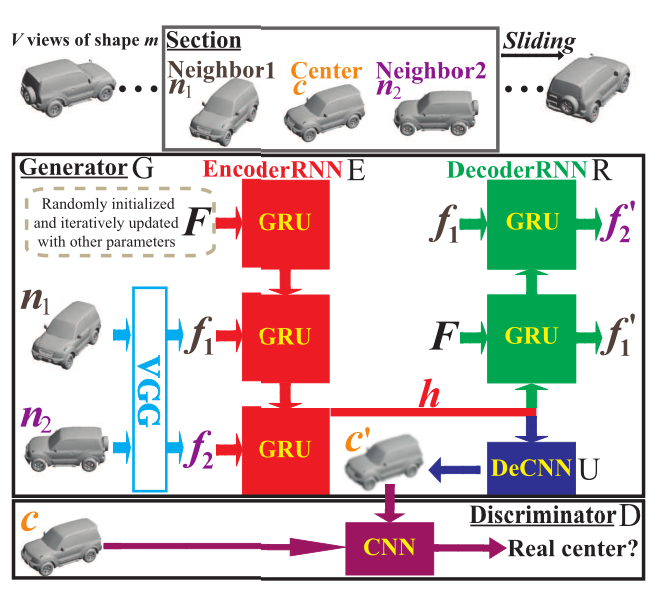 V views of shape m
Section
Sliding
Neighbor1
n1
Center
c
Neighbor2
n2
Generator G
EncoderRNN E
DecoderRNN R
Randomly initialized
and iteratively updated
with other parameters
F
GRU
f1
GRU
f2'
n1
VGG
f1
GRU
F
GRU
f1'
h
n2
f2
GRU
c'
DeCNN U
Discriminator D
c
CNN
Real center?